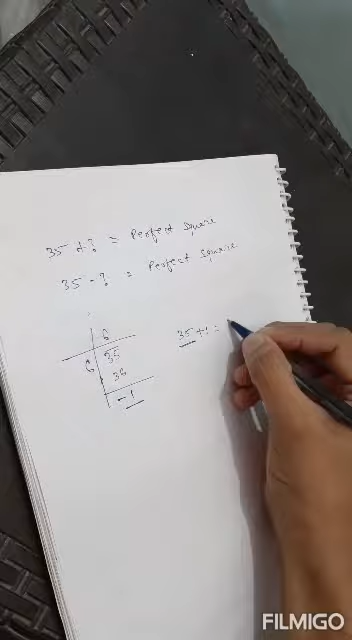 35 + ? = Perfect Square
35 - ? = Perfect Square
6
6 35
36
- 1
35 + 1 =
FILMIGO